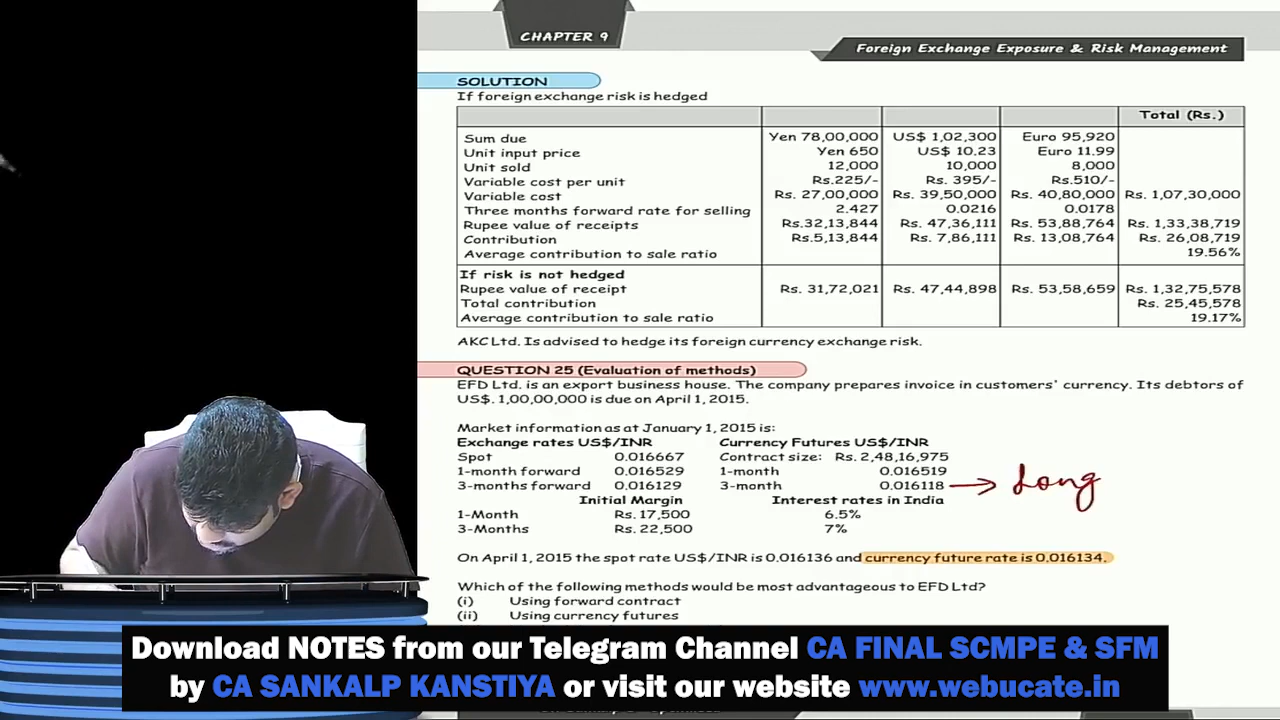 CHAPTER 9
Foreign Exchange Exposure & Risk Management
SOLUTION
If foreign exchange risk is hedged
Total (Rs.)
Sum due Yen 78,00,000 US$ 1,02,300 Euro 95,920
Unit input price Yen 650 US$ 10.23 Euro 11.99
Unit sold 12,000 10,000 8,000
Variable cost per unit Rs.225/- Rs. 395/- Rs.510/-
Variable cost Rs. 27,00,000 Rs. 39,50,000 Rs. 40,80,000 Rs. 1,07,30,000
Three months forward rate for selling 2.427 0.0216 0.0178
Rupee value of receipts Rs.32,13,844 Rs. 47,36,111 Rs. 53,88,764 Rs. 1,33,38,719
Contribution Rs.5,13,844 Rs. 7,86,111 Rs. 13,08,764 Rs. 26,08,719
Average contribution to sale ratio 19.56%
If risk is not hedged
Rupee value of receipt Rs. 31,72,021 Rs. 47,44,898 Rs. 53,58,659 Rs. 1,32,75,578
Total contribution Rs. 25,45,578
Average contribution to sale ratio 19.17%
AKC Ltd. Is advised to hedge its foreign currency exchange risk.
QUESTION 25 (Evaluation of methods)
EFD Ltd. is an export business house. The company prepares invoice in customers' currency. Its debtors of
US$. 1,00,00,000 is due on April 1, 2015.
Market information as at January 1, 2015 is:
Exchange rates US$/INR Currency Futures US$/INR
Spot 0.016667 Contract size: Rs. 2,48,16,975
1-month forward 0.016529 1-month 0.016519
3-months forward 0.016129 3-month 0.016118 → Long
Initial Margin Interest rates in India
1-Month Rs. 17,500 6.5%
3-Months Rs. 22,500 7%
On April 1, 2015 the spot rate US$/INR is 0.016136 and currency future rate is 0.016134.
Which of the following methods would be most advantageous to EFD Ltd?
(i) Using forward contract
(ii) Using currency futures
Download NOTES from our Telegram Channel CA FINAL SCMPE & SFM
by CA SANKALP KANSTIYA or visit our website www.webucate.in